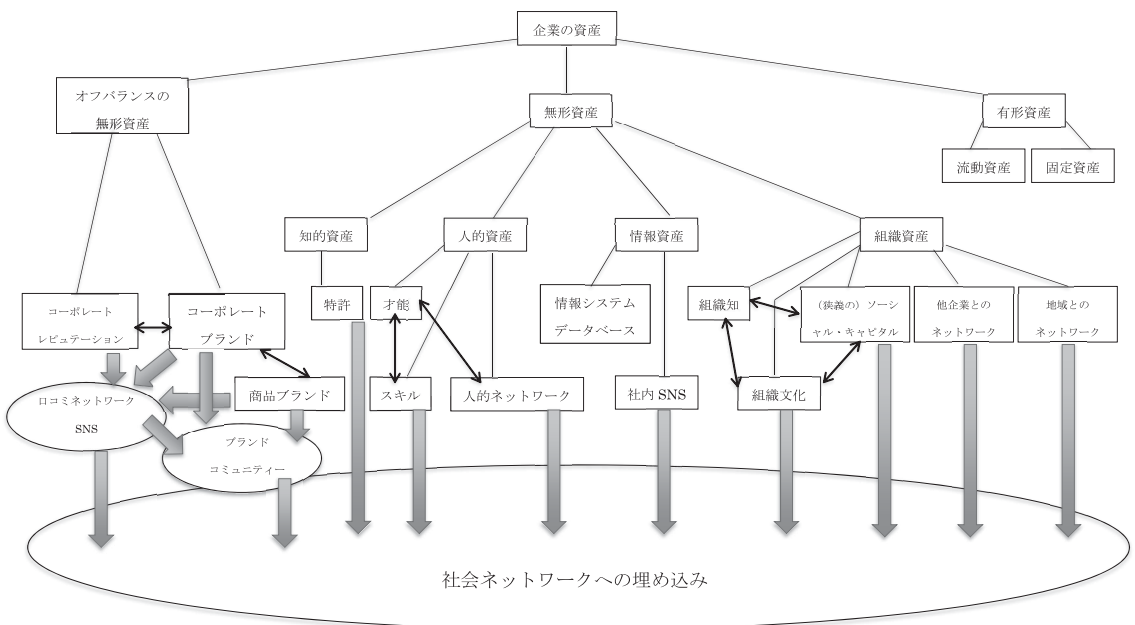 企業の資産
オフバランスの
無形資産
無形資産
有形資産
流動資産
固定資産
知的資産
人的資産
情報資産
組織資産
コーポレート
レピュテーション
コーポレート
ブランド
特許
才能
情報システム
データベース
組織知
（狭義の）ソーシ
ャル・キャピタル
他企業との
ネットワーク
地域との
ネットワーク
商品ブランド
スキル
人的ネットワーク
社内 SNS
組織文化
口コミネットワーク
SNS
ブランド
コミュニティー
社会ネットワークへの埋め込み